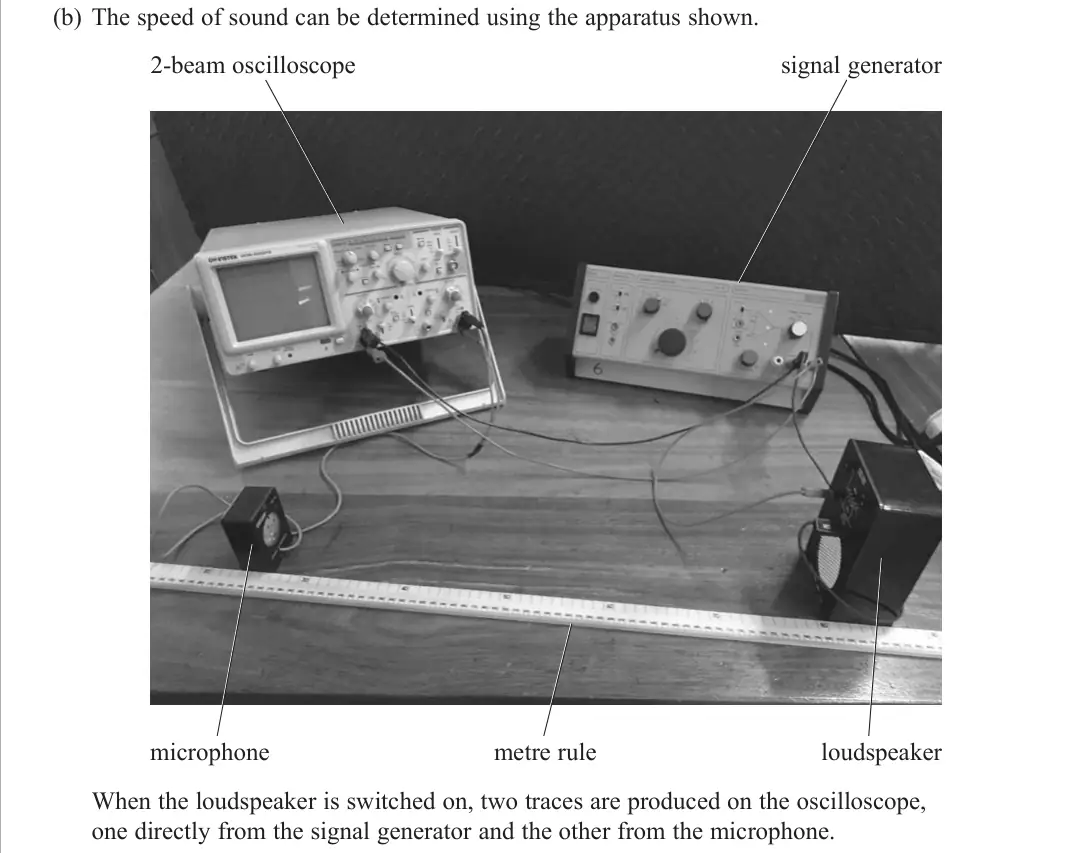 (b) The speed of sound can be determined using the apparatus shown.
2-beam oscilloscope
signal generator
6
microphone
metre rule
loudspeaker
When the loudspeaker is switched on, two traces are produced on the oscilloscope,
one directly from the signal generator and the other from the microphone.